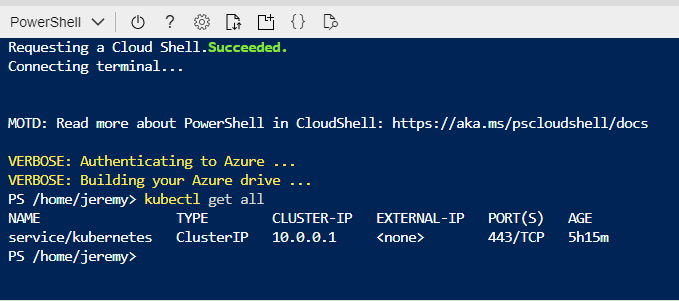 PowerShell
Requesting a Cloud Shell.Succeeded.
Connecting terminal...
MOTD: Read more about PowerShell in CloudShell: https://aka.ms/pscloudshell/docs
VERBOSE: Authenticating to Azure ...
VERBOSE: Building your Azure drive ...
PS /home/jeremy> kubectl get all
NAME TYPE CLUSTER-IP EXTERNAL-IP PORT(S) AGE
service/kubernetes ClusterIP 10.0.0.1 <none> 443/TCP 5h15m
PS /home/jeremy>